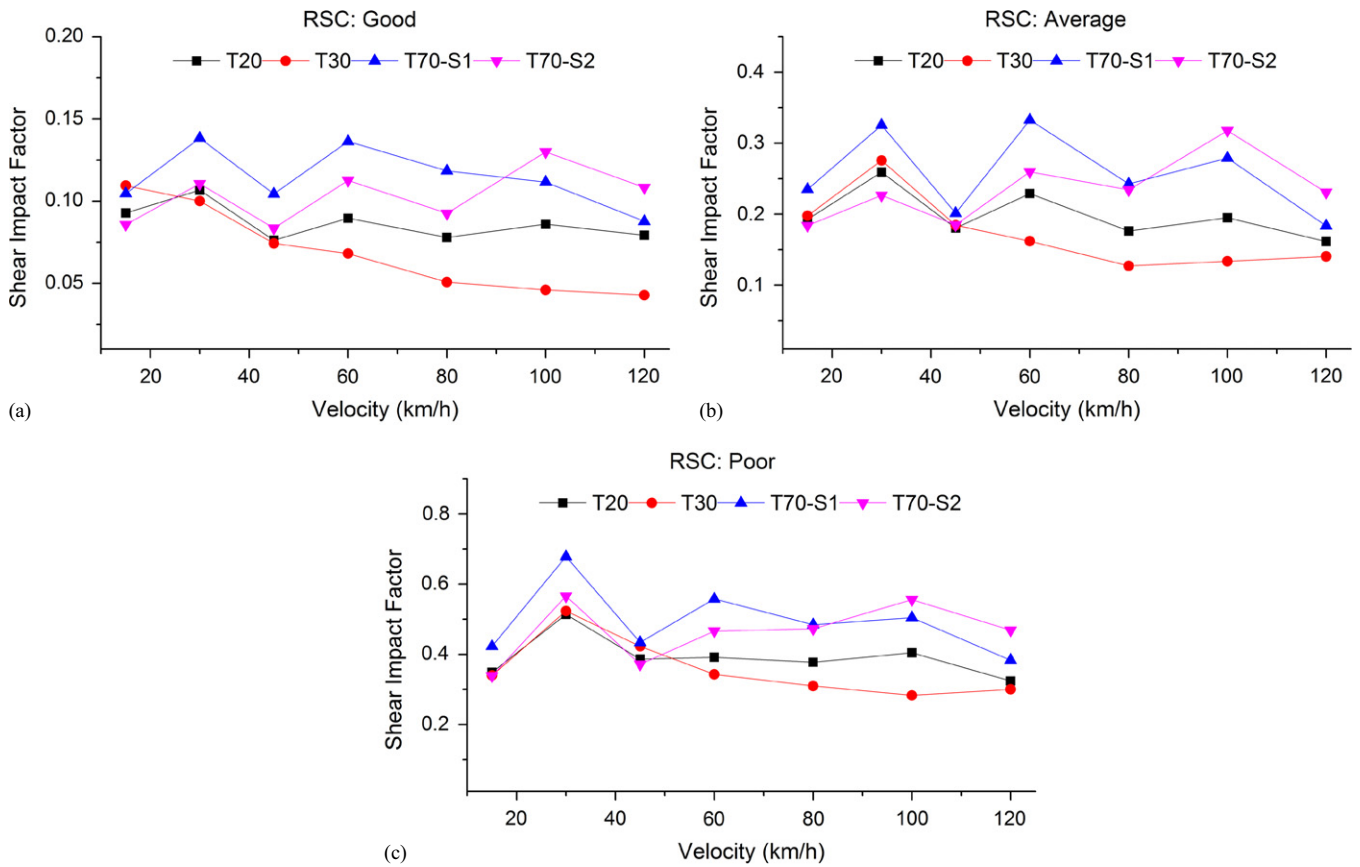 RSC: Good
0.20
T20 T30 T70-S1 T70-S2
0.15
0.10
0.05
Shear Impact Factor
20 40 60 80 100 120
Velocity (km/h)
(a)
RSC: Average
0.4
T20 T30 T70-S1 T70-S2
0.3
0.2
0.1
Shear Impact Factor
20 40 60 80 100 120
Velocity (km/h)
(b)
RSC: Poor
T20 T30 T70-S1 T70-S2
0.8
0.6
0.4
0.2
Shear Impact Factor
20 40 60 80 100 120
Velocity (km/h)
(c)